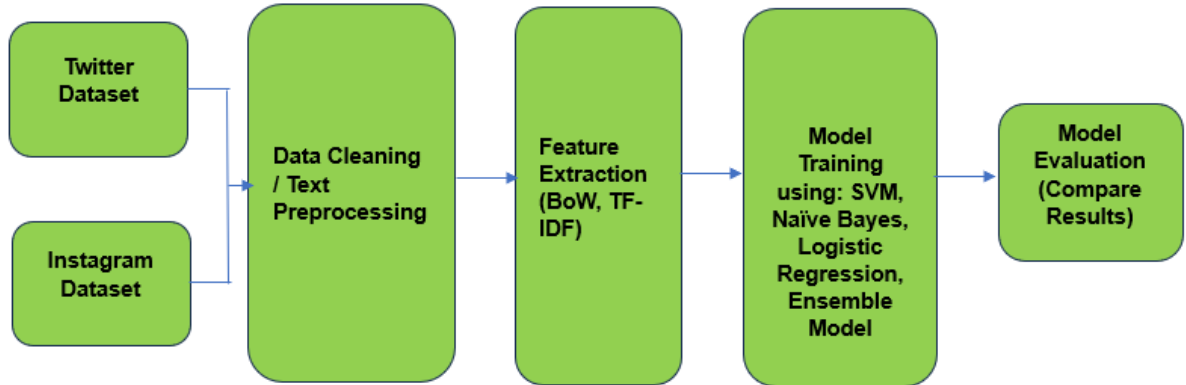 Twitter
Dataset
Instagram
Dataset
Data Cleaning
/ Text
Preprocessing
Feature
Extraction
(BoW, TF-
IDF)
Model
Training
using: SVM,
Naïve Bayes,
Logistic
Regression,
Ensemble
Model
Model
Evaluation
(Compare
Results)